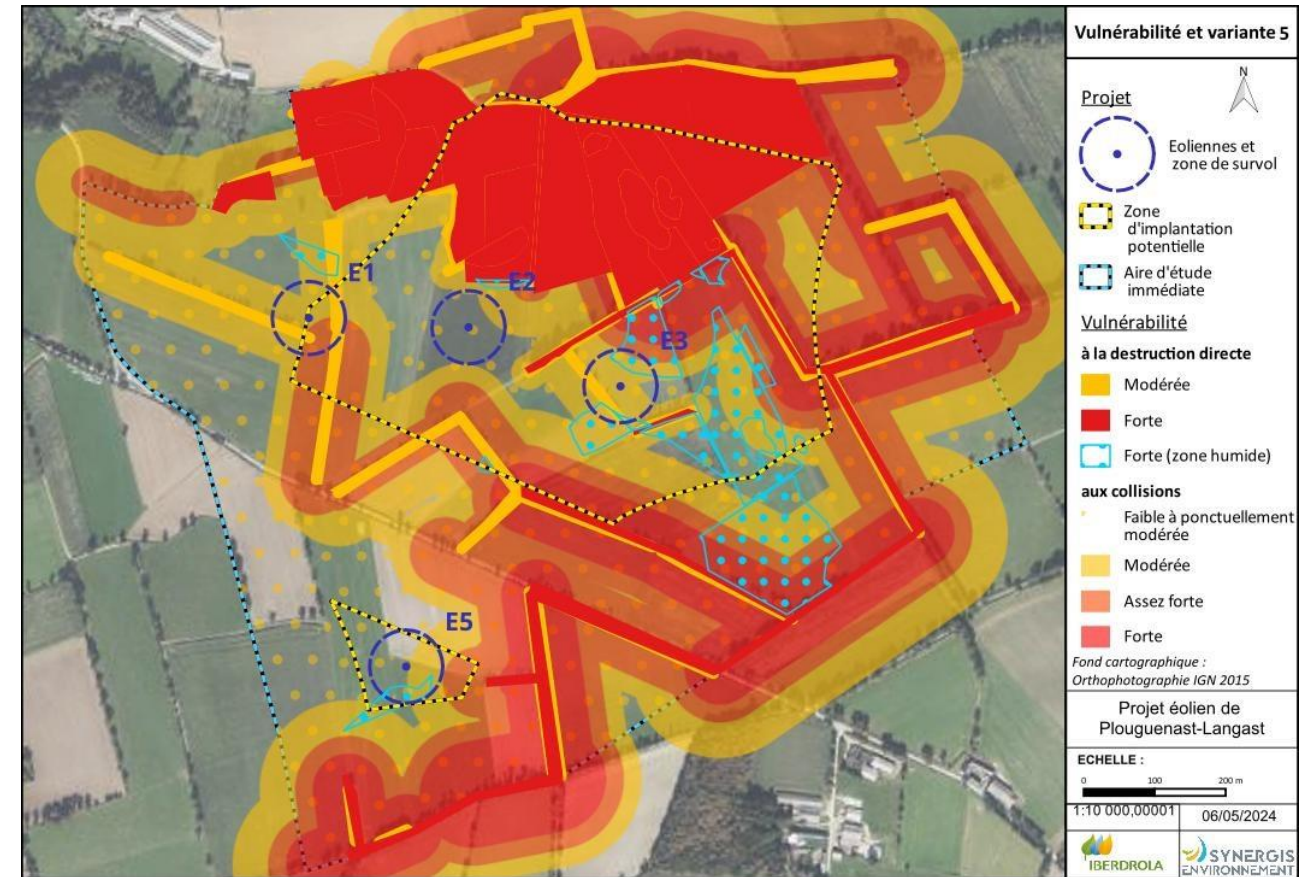 E1
E2
E3
E5
Vulnérabilité et variante 5
N
Projet
Eoliennes et
zone de survol
Zone
d'implantation
potentielle
Aire d'étude
immédiate
Vulnérabilité
à la destruction directe
Modérée
Forte
Forte (zone humide)
aux collisions
Faible à ponctuellement
modérée
Modérée
Assez forte
Forte
Fond cartographique :
Orthophotographie IGN 2015
Projet éolien de
Plouguenast-Langast
ECHELLE :
0 100 200 m
1:10 000,00001
06/05/2024
IBERDROLA
SYNERGIS
ENVIRONNEMENT